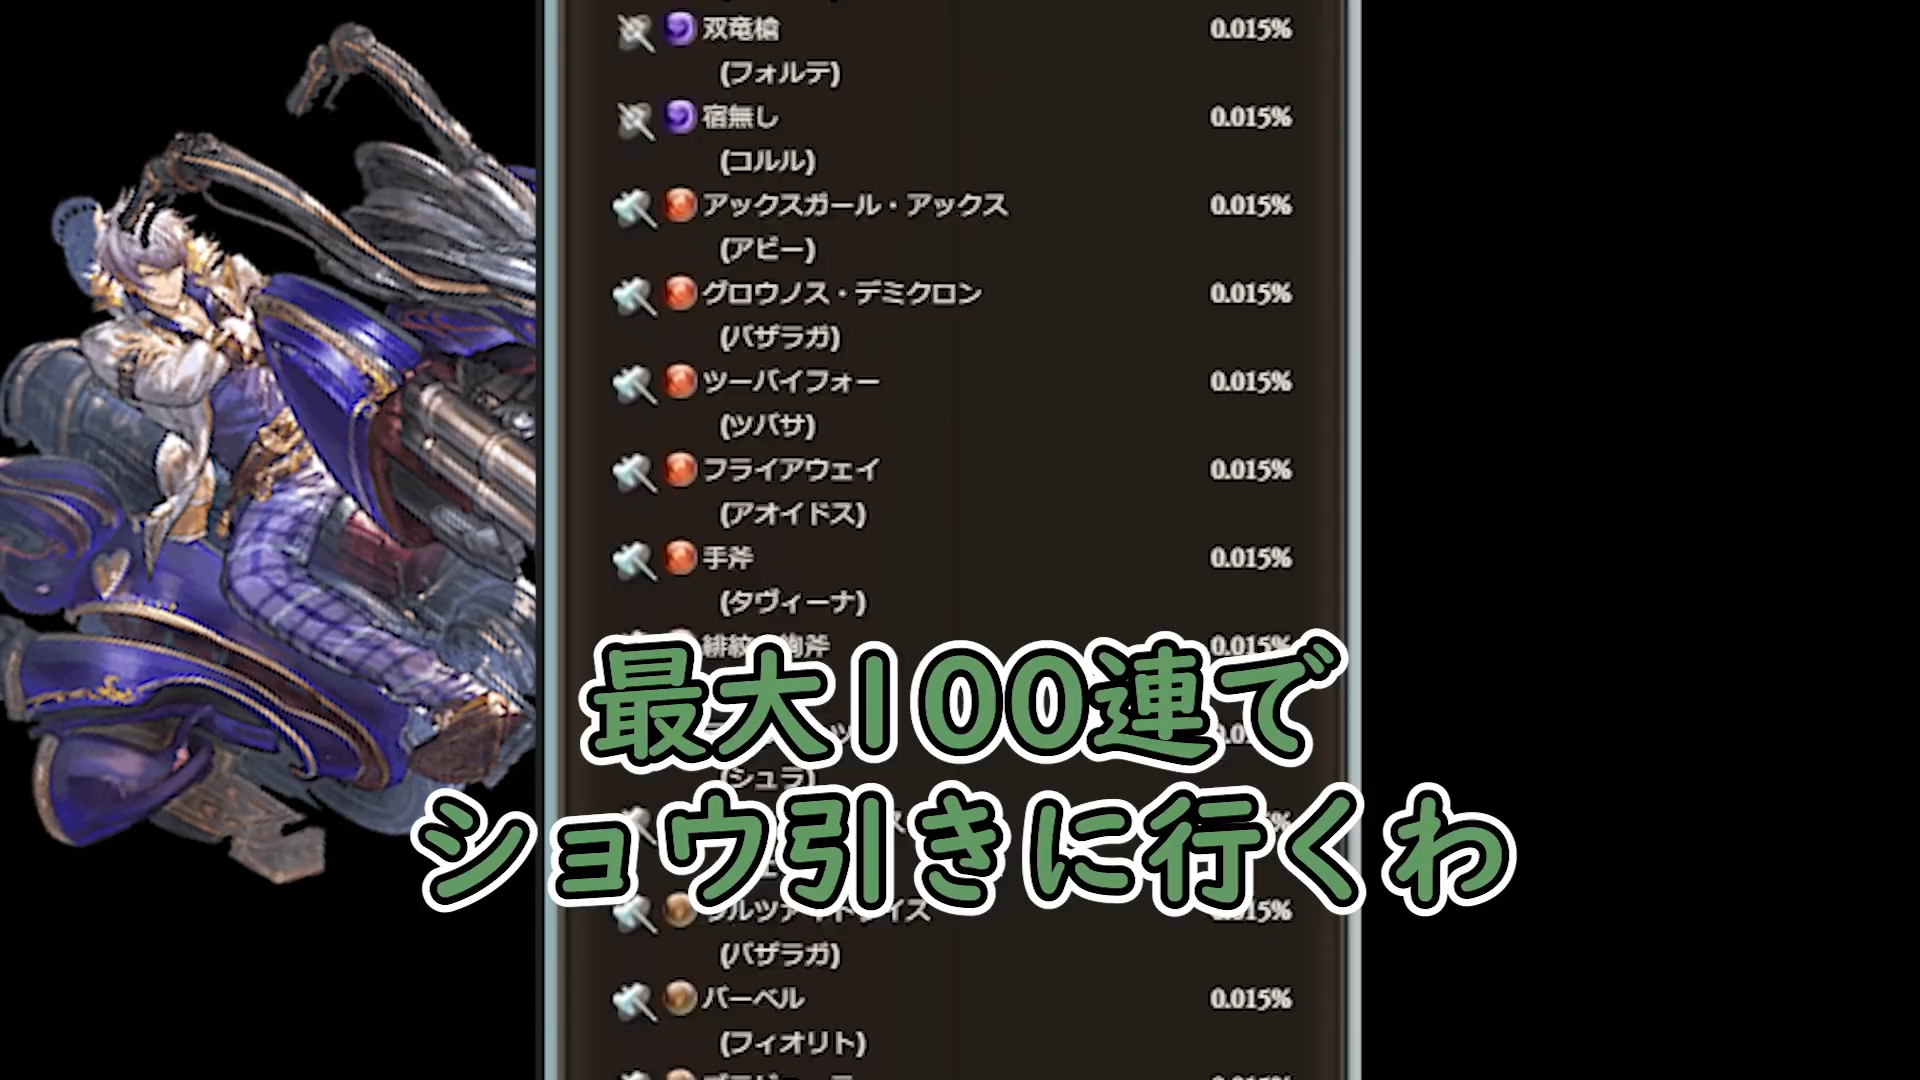 双竜槍 0.015%
(フォルテ)
宿無し 0.015%
(コルル)
アックスガール・アックス 0.015%
(アビー)
グロウノス・デミクロン 0.015%
(バザラガ)
ツーバイフォー 0.015%
(ツバサ)
フライアウェイ 0.015%
(アオイドス)
手斧 0.015%
(タヴィーナ)
0.015%
最大100連で
(シュラ)
ショウ引きに行くわ
(バザラガ)
バーベル 0.015%
(フィオリト)